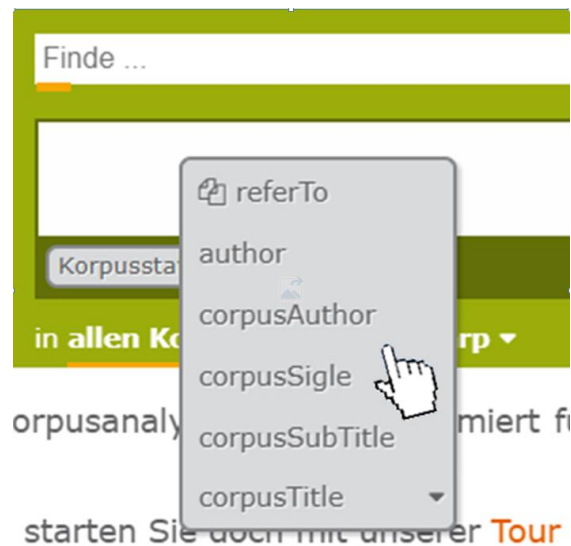 Finde ...
referTo
author
Korpussta
corpusAuthor
in allen Ko rp
corpusSigle
orpusanaly miert fü
corpusSubTitle
corpusTitle
starten Sie doch mit unserer Tour